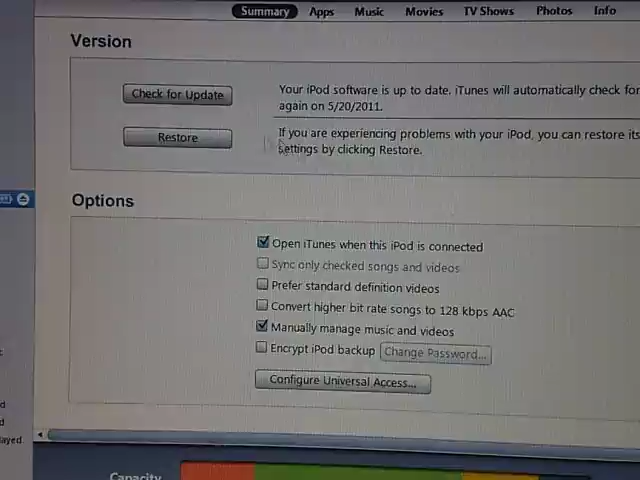 Summary Apps Music Movies TV Shows Photos Info
Version
Check for Update
Your iPod software is up to date. iTunes will automatically check for
again on 5/20/2011.
Restore
If you are experiencing problems with your iPod, you can restore its
settings by clicking Restore.
Options
Open iTunes when this iPod is connected
Sync only checked songs and videos
Prefer standard definition videos
Convert higher bit rate songs to 128 kbps AAC
Manually manage music and videos
Encrypt iPod backup Change Password...
Configure Universal Access...
Capacity